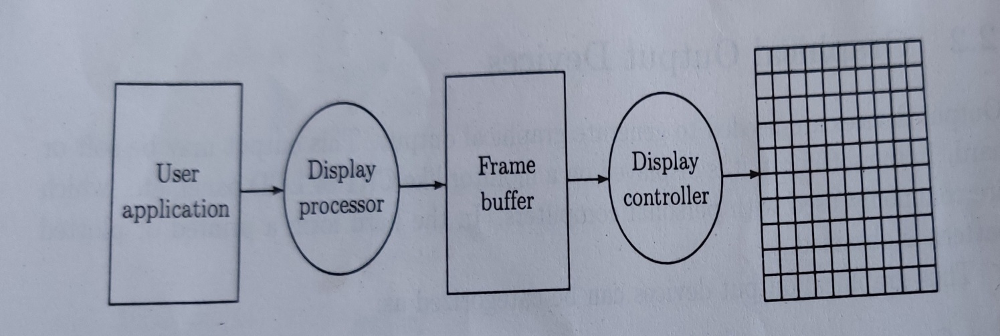 User
application
Display
processor
Frame
buffer
Display
controller